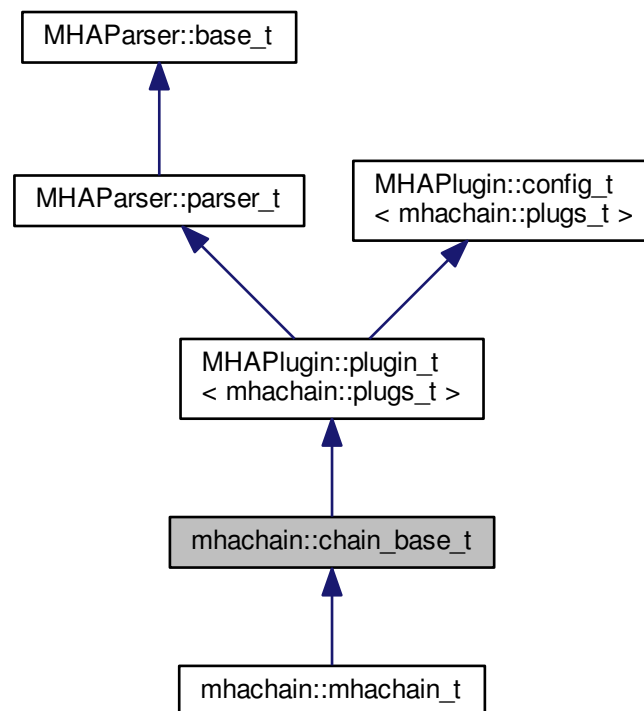 MHAParser::base_t
MHAParser::parser_t
MHAPlugin::config_t
< mhachain::plugs_t >
MHAPlugin::plugin_t
< mhachain::plugs_t >
mhachain::chain_base_t
mhachain::mhachain_t